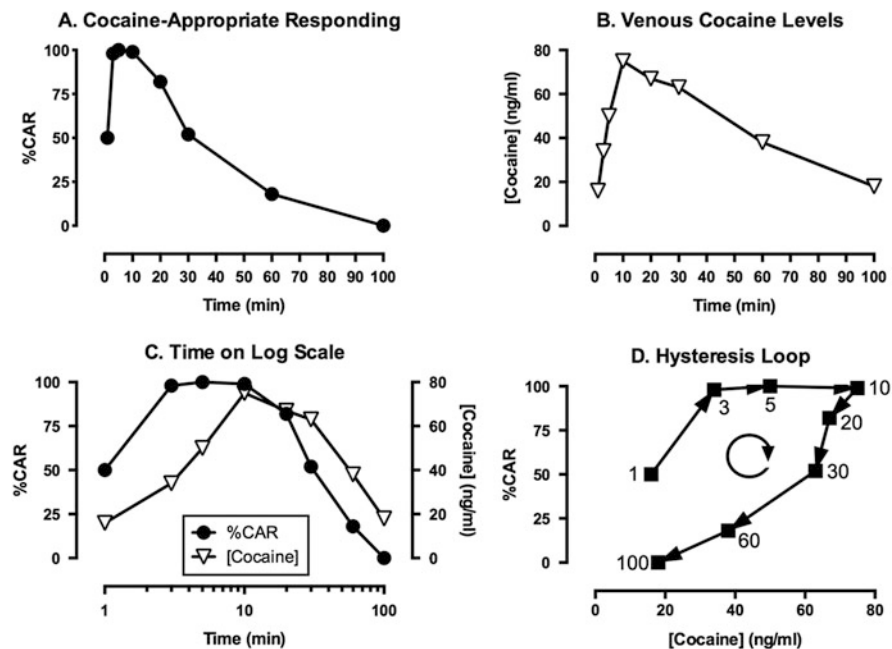 A. Cocaine-Appropriate Responding
100
75
50
25
0
%CAR
0 10 20 30 40 50 60 70 80 90 100
Time (min)
B. Venous Cocaine Levels
80
60
40
20
0
[Cocaine] (ng/ml)
0 10 20 30 40 50 60 70 80 90 100
Time (min)
C. Time on Log Scale
100
75
50
25
0
%CAR
80
60
40
20
0
[Cocaine] (ng/ml)
%CAR
[Cocaine]
1 10 100
Time (min)
D. Hysteresis Loop
100
75
50
25
0
%CAR
1
3
5
10
20
30
60
100
0 20 40 60 80
[Cocaine] (ng/ml)